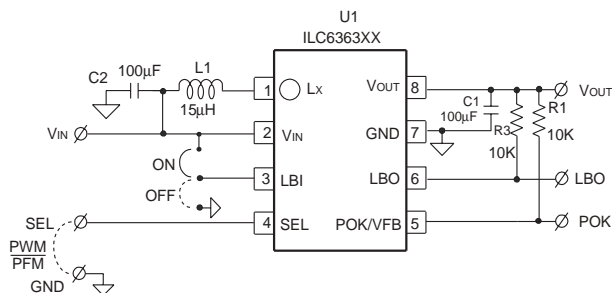 U1
ILC6363XX
C2
100µF
L1
15µH
1
LX
VOUT
8
C1
100µF
R3
10K
R1
10K
VOUT
VIN
2
VIN
GND
7
ON
OFF
3
LBI
LBO
6
LBO
SEL
4
SEL
POK/VFB
5
POK
PWM
PFM
GND